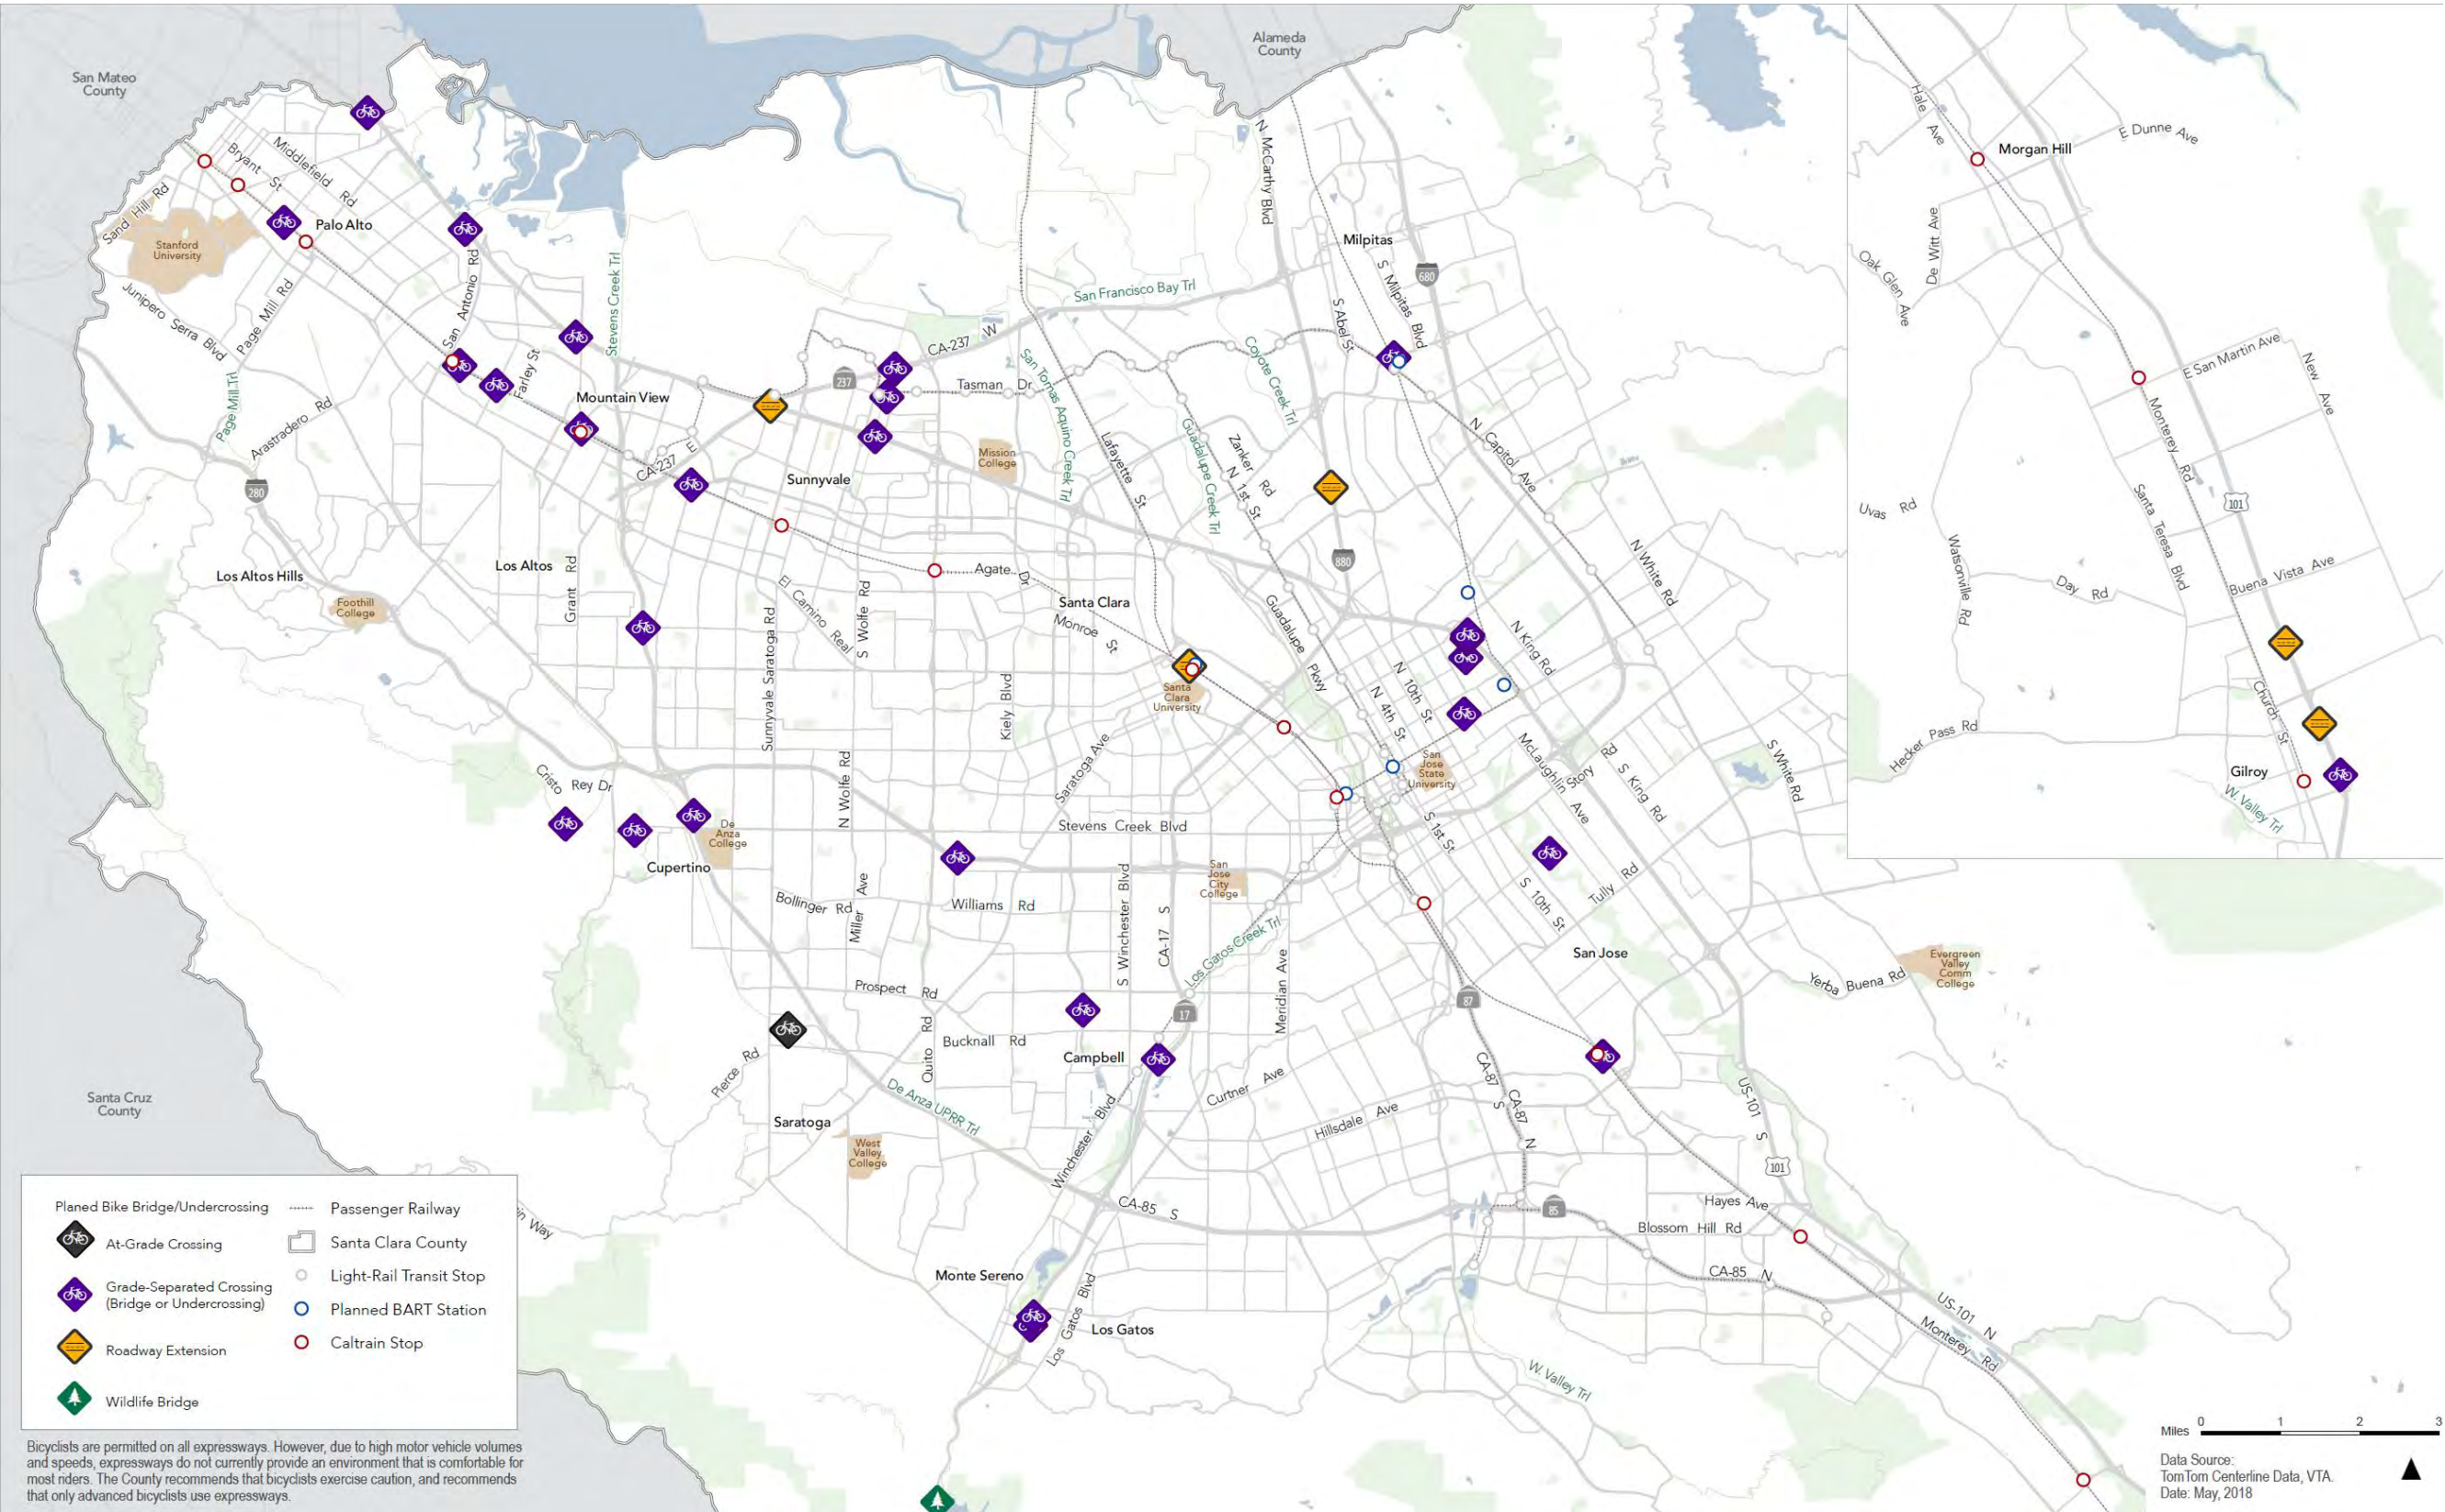 San Mateo
County
Alameda
County
Santa Cruz
County
Bryant St
Middlefield Rd
Sand Hill Rd
Palo Alto
Stanford
University
Junipero Serra Blvd
Page Mill Rd
Page Mill Trl
San Antonio Rd
Arastradero Rd
280
Farley St
Stevens Creek Trl
Mountain View
CA-237 E
237
CA-237 W
Tasman Dr
San Francisco Bay Trl
San Tomas Aquino Creek Trl
Mission
College
Sunnyvale
Lafayette St
Guadalupe Creek Trl
Zanker Rd
N 1st St
Coyote Creek Trl
N McCarthy Blvd
Milpitas
S Milpitas Blvd
S Abel St
680
N Capitol Ave
880
N White Rd
Los Altos Hills
Foothill
College
Los Altos
Grant Rd
El Camino Real
Sunnyvale Saratoga Rd
S Wolfe Rd
Agate Dr
Santa Clara
Monroe St
Kiely Blvd
Santa
Clara
University
Guadalupe Pkwy
N 4th St
N 10th St
N King Rd
San
Jose
State
University
McLaughlin Ave
Story Rd
S King Rd
S White Rd
Cristo Rey Dr
De
Anza
College
Cupertino
N Wolfe Rd
Saratoga Ave
Stevens Creek Blvd
S 1st St
San
Jose
City
College
Bollinger Rd
Miller Ave
Williams Rd
S Winchester Blvd
CA-17 S
Los Gatos Creek Trl
Meridian Ave
S 10th St
Tully Rd
San Jose
Yerba Buena Rd
Evergreen
Valley
Comm
College
Prospect Rd
Quito Rd
Bucknall Rd
17
87
Campbell
Pierce Rd
Saratoga
De Anza UPRR Trl
Curtner Ave
Hillsdale Ave
CA-87 S
CA-87 N
US-101 S
101
West
Valley
College
Winchester Blvd
CA-85 S
85
Hayes Ave
Blossom Hill Rd
CA-85 N
US-101 N
Monterey Rd
W. Valley Trl
Monte Sereno
Los Gatos Blvd
Los Gatos
Way
Hale Ave
Morgan Hill
E Dunne Ave
De Witt Ave
Oak Glen Ave
E San Martin Ave
New Ave
Monterey Rd
Santa Teresa Blvd
101
Uvas Rd
Watsonville Rd
Day Rd
Buena Vista Ave
Church St
Hecker Pass Rd
Gilroy
W. Valley Trl
Planed Bike Bridge/Undercrossing
At-Grade Crossing
Grade-Separated Crossing
(Bridge or Undercrossing)
Roadway Extension
Wildlife Bridge
Passenger Railway
Santa Clara County
Light-Rail Transit Stop
Planned BART Station
Caltrain Stop
Bicyclists are permitted on all expressways. However, due to high motor vehicle volumes
and speeds, expressways do not currently provide an environment that is comfortable for
most riders. The County recommends that bicyclists exercise caution, and recommends
that only advanced bicyclists use expressways.
0 1 2 3
Miles
Data Source:
TomTom Centerline Data, VTA.
Date: May, 2018